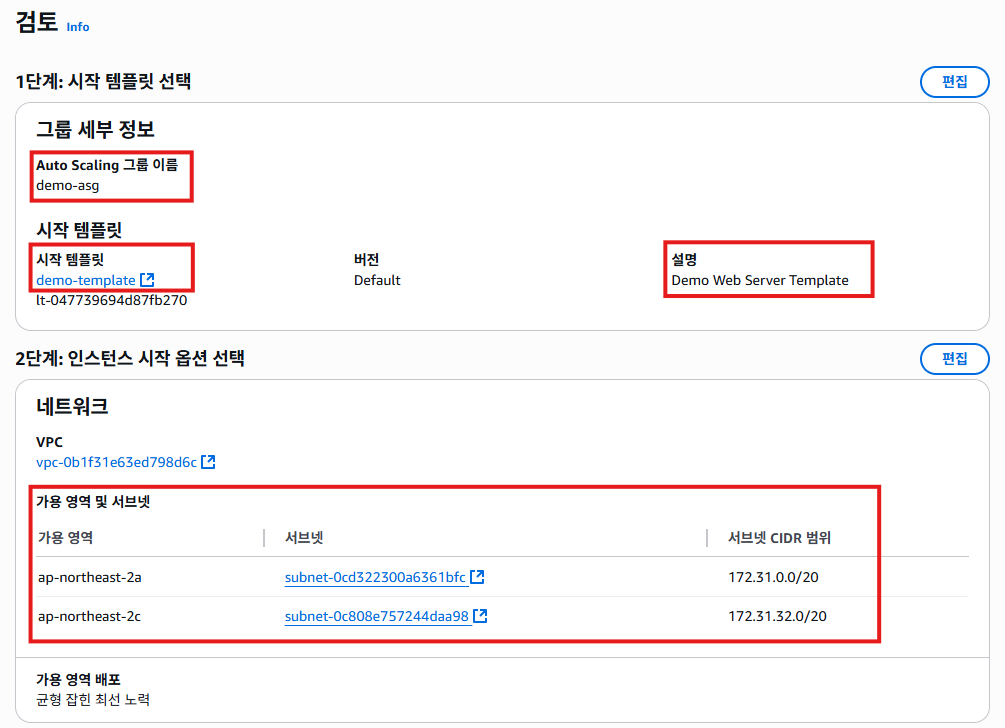 검토 Info
1단계: 시작 템플릿 선택
편집
그룹 세부 정보
Auto Scaling 그룹 이름
demo-asg
시작 템플릿
시작 템플릿 버전 설명
demo-template Default Demo Web Server Template
lt-047739694d87fb270
2단계: 인스턴스 시작 옵션 선택
편집
네트워크
VPC
vpc-0b1f31e63ed798d6c
가용 영역 및 서브넷
가용 영역 서브넷 서브넷 CIDR 범위
ap-northeast-2a subnet-0cd322300a6361bfc 172.31.0.0/20
ap-northeast-2c subnet-0c808e757244daa98 172.31.32.0/20
가용 영역 배포
균형 잡힌 최선 노력